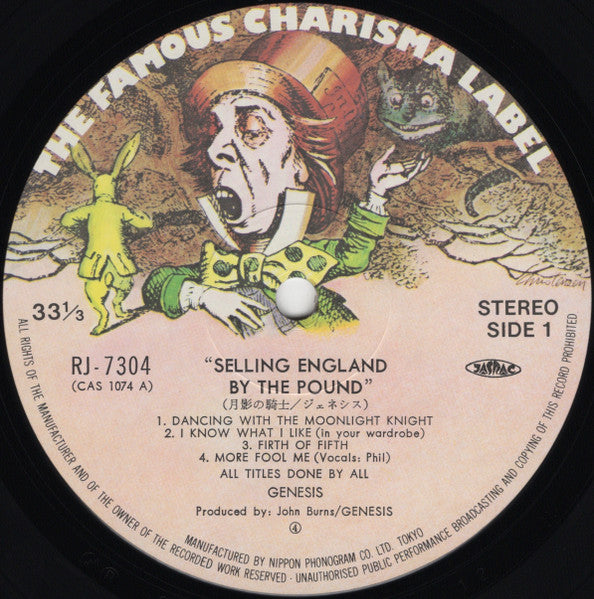 THE FAMOUS CHARISMA LABEL
Christensen
33⅓
STEREO
SIDE 1
RJ-7304
(CAS 1074 A)
JASRAC
"SELLING ENGLAND
BY THE POUND"
(月影の騎士/ジェネシス)
1. DANCING WITH THE MOONLIGHT KNIGHT
2. I KNOW WHAT I LIKE (in your wardrobe)
3. FIRTH OF FIFTH
4. MORE FOOL ME (Vocals: Phil)
ALL TITLES DONE BY ALL
GENESIS
Produced by: John Burns/GENESIS
④
MANUFACTURED BY NIPPON PHONOGRAM CO. LTD. TOKYO
ALL RIGHTS OF THE MANUFACTURER AND OF THE OWNER OF THE RECORDED WORK RESERVED - UNAUTHORISED PUBLIC PERFORMANCE BROADCASTING AND COPYING OF THIS RECORD PROHIBITED